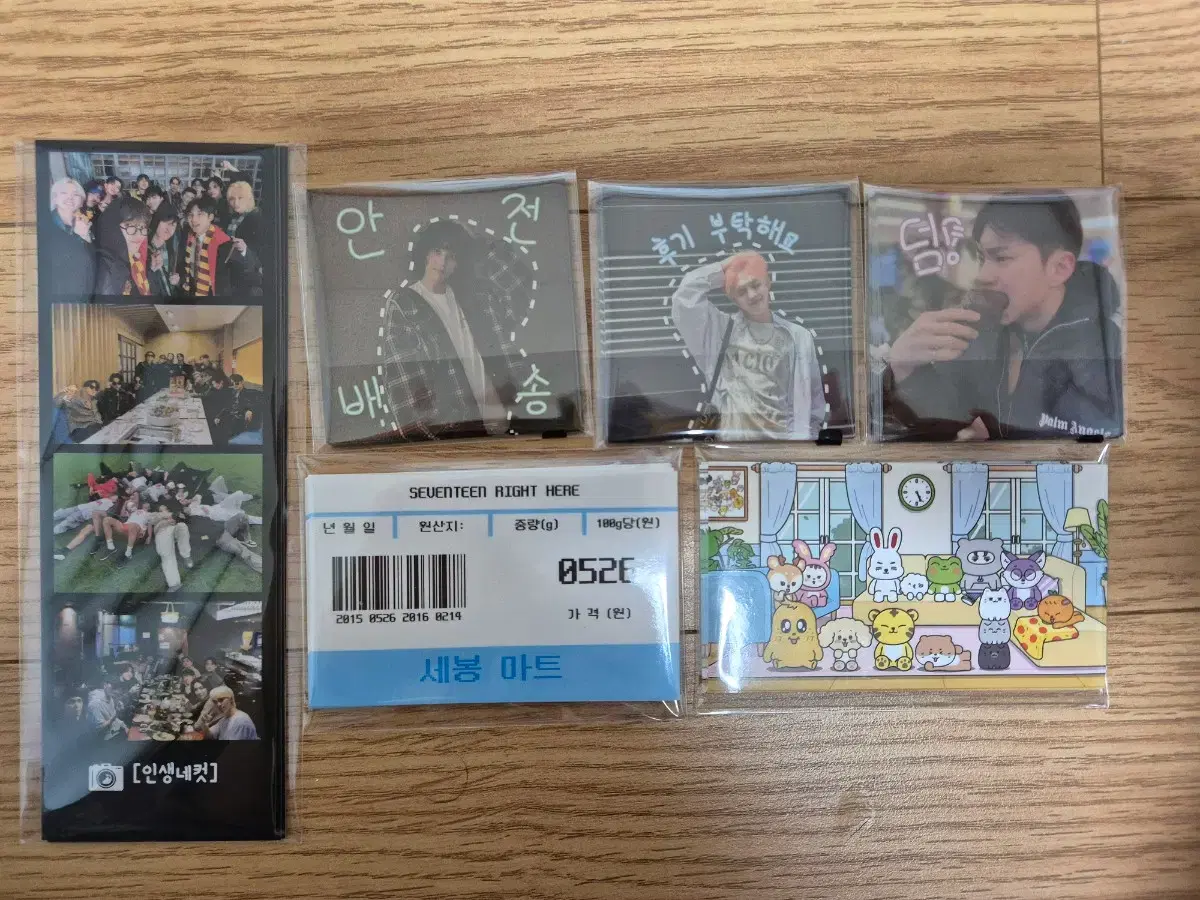 안 전
배 송
후기 부탁해요
덤
Palm Angels
SEVENTEEN RIGHT HERE
년 월 일 원산지: 중량(g) 100g당(원)
0526
2015 0526 2016 0214
가 격 (원)
세봉 마트
[인생네컷]